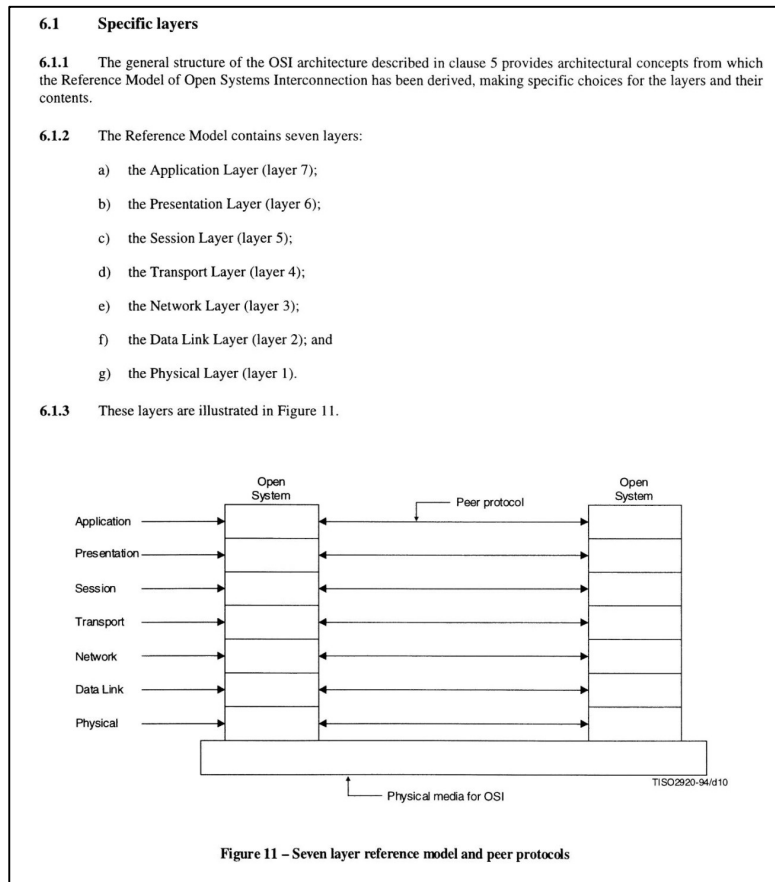 6.1 Specific layers
6.1.1 The general structure of the OSI architecture described in clause 5 provides architectural concepts from which
the Reference Model of Open Systems Interconnection has been derived, making specific choices for the layers and their
contents.
6.1.2 The Reference Model contains seven layers:
a) the Application Layer (layer 7);
b) the Presentation Layer (layer 6);
c) the Session Layer (layer 5);
d) the Transport Layer (layer 4);
e) the Network Layer (layer 3);
f) the Data Link Layer (layer 2); and
g) the Physical Layer (layer 1).
6.1.3 These layers are illustrated in Figure 11.
Open
System
Open
System
Peer protocol
Application
Presentation
Session
Transport
Network
Data Link
Physical
TISO2920-94/d10
Physical media for OSI
Figure 11 – Seven layer reference model and peer protocols